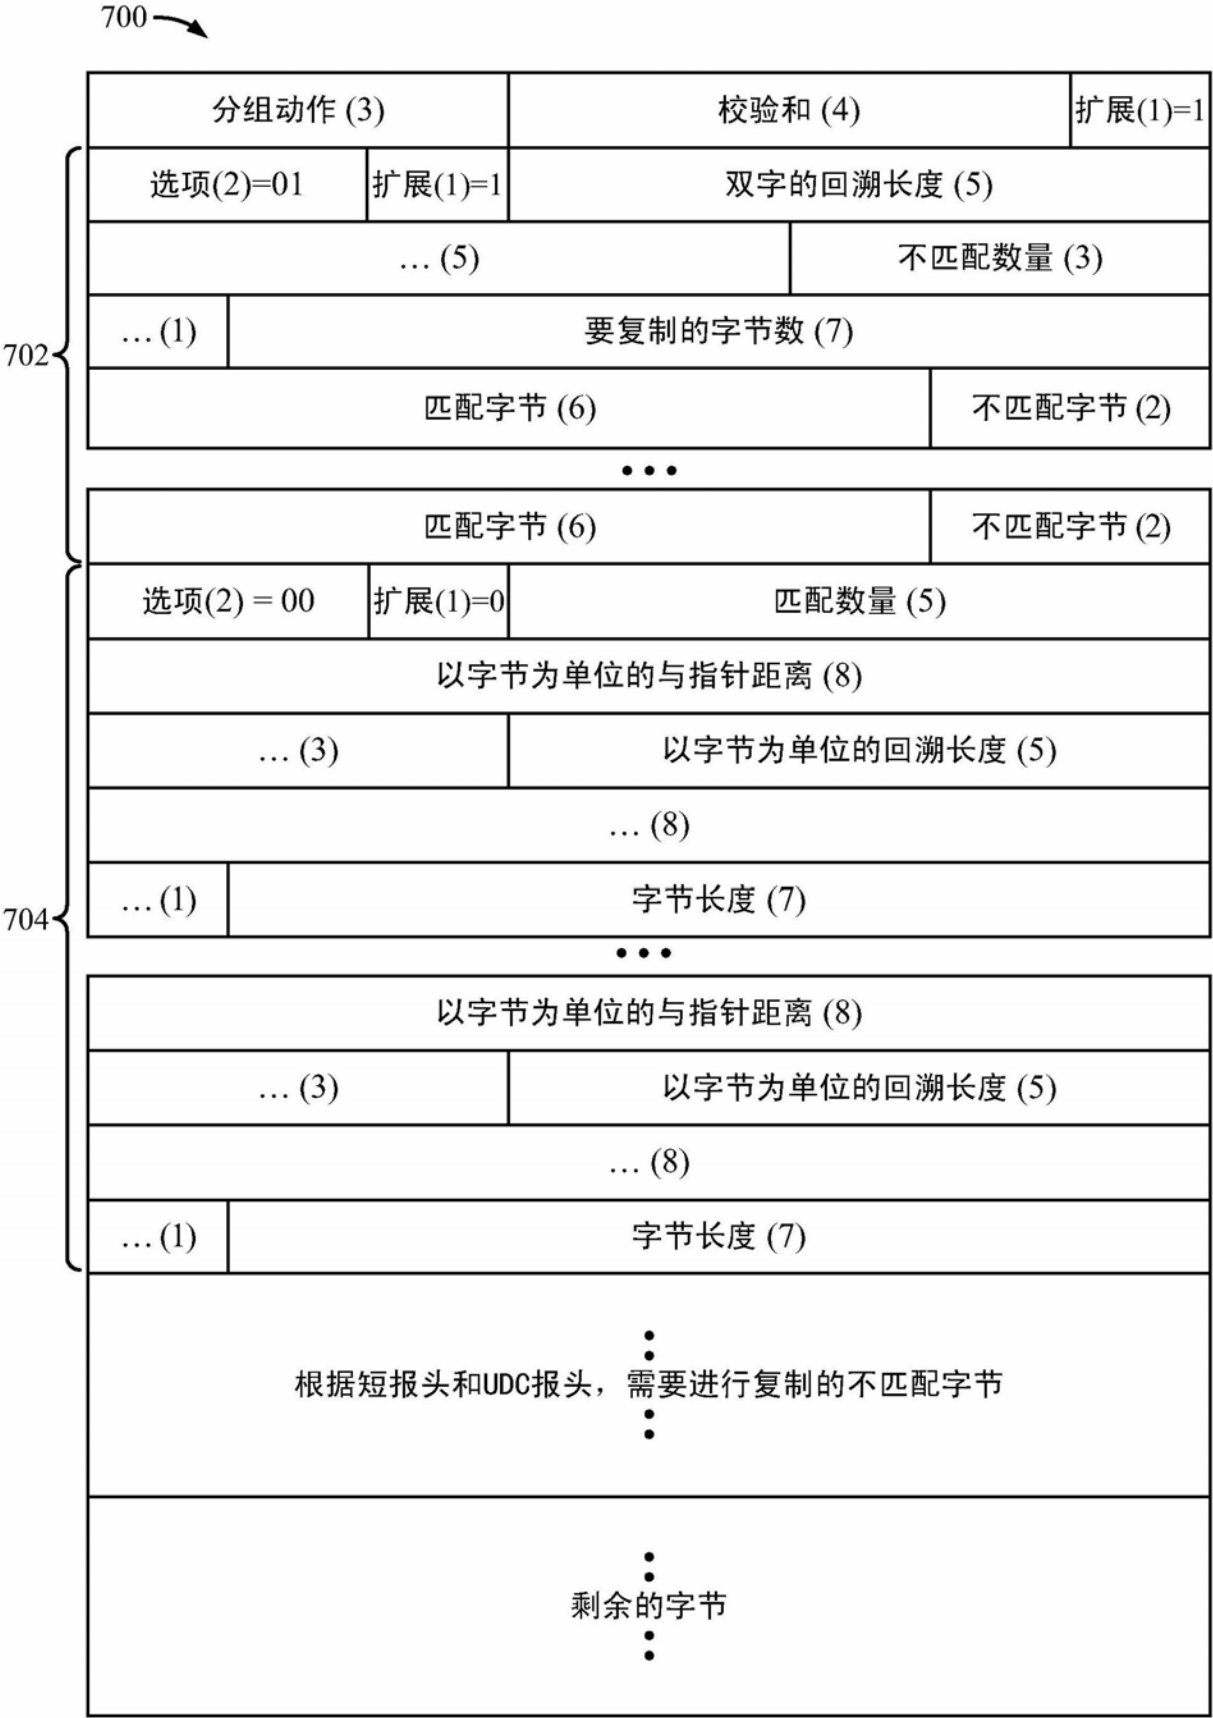 700
分组动作 (3) 校验和 (4) 扩展(1)=1
选项(2)=01 扩展(1)=1 双字的回溯长度 (5)
… (5) 不匹配数量 (3)
… (1) 要复制的字节数 (7)
702
匹配字节 (6) 不匹配字节 (2)
•••
匹配字节 (6) 不匹配字节 (2)
选项(2) = 00 扩展(1)=0 匹配数量 (5)
以字节为单位的与指针距离 (8)
… (3) 以字节为单位的回溯长度 (5)
… (8)
… (1) 字节长度 (7)
704
•••
以字节为单位的与指针距离 (8)
… (3) 以字节为单位的回溯长度 (5)
… (8)
… (1) 字节长度 (7)
根据短报头和UDC报头，需要进行复制的不匹配字节
剩余的字节